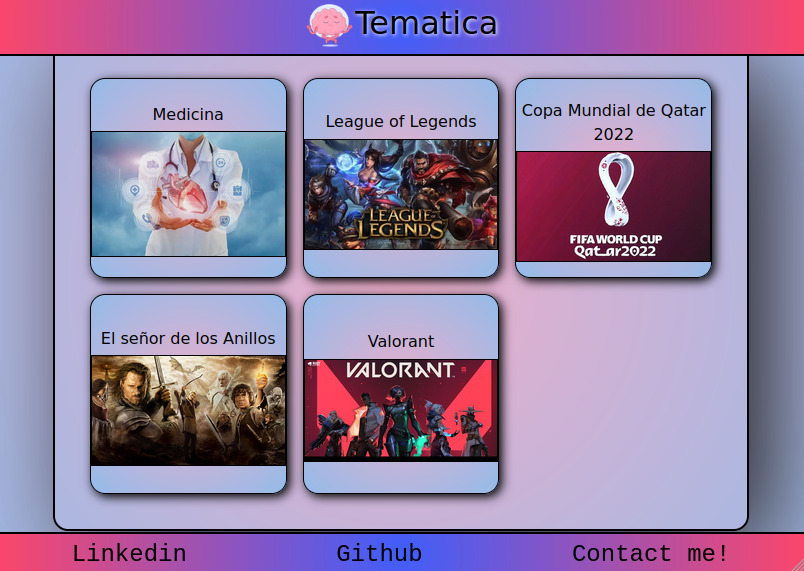 Tematica
Medicina
League of Legends
Copa Mundial de Qatar
2022
LEAGUE OF
LEGENDS
FIFA WORLD CUP
Qatar2022
El señor de los Anillos
Valorant
VALORANT
Linkedin
Github
Contact me!